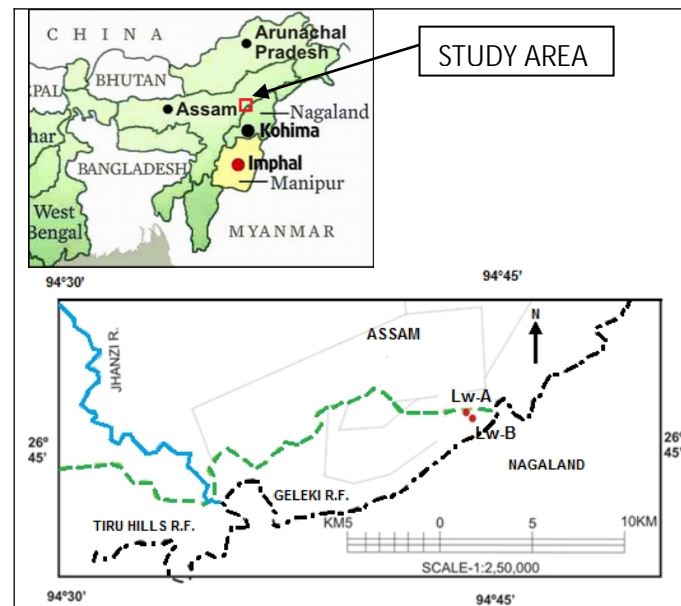 C H I N A
Arunachal
Pradesh
STUDY AREA
BHUTAN
EPAL
Assam
Nagaland
Kohima
har
BANGLADESH
Imphal
Manipur
West
Bengal
MYANMAR
94°30'
94°45'
JHANZI R.
ASSAM
N
Lw-A
Lw-B
26°
45'
26°
45'
NAGALAND
GELEKI R.F.
TIRU HILLS R.F.
KM5 0 5 10KM
SCALE-1:2,50,000
94°30'
94°45'